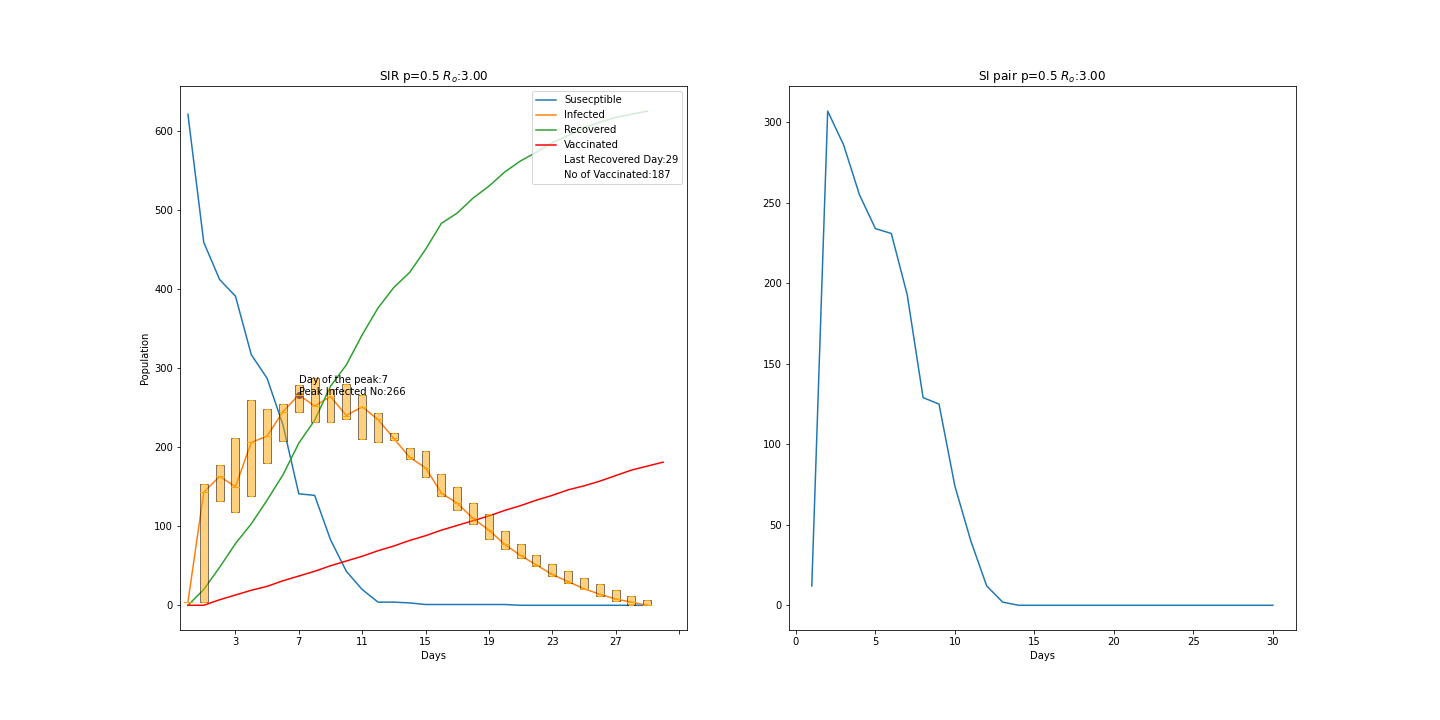 SIR p=0.5 Rₒ:3.00
Susecptible
Infected
Recovered
Vaccinated
Last Recovered Day:29
No of Vaccinated:187
Population
600
500
400
300
200
100
0
Day of the peak:7
Peak Infected No:266
3 7 11 15 19 23 27
Days
SI pair p=0.5 Rₒ:3.00
300
250
200
150
100
50
0
0 5 10 15 20 25 30
Days